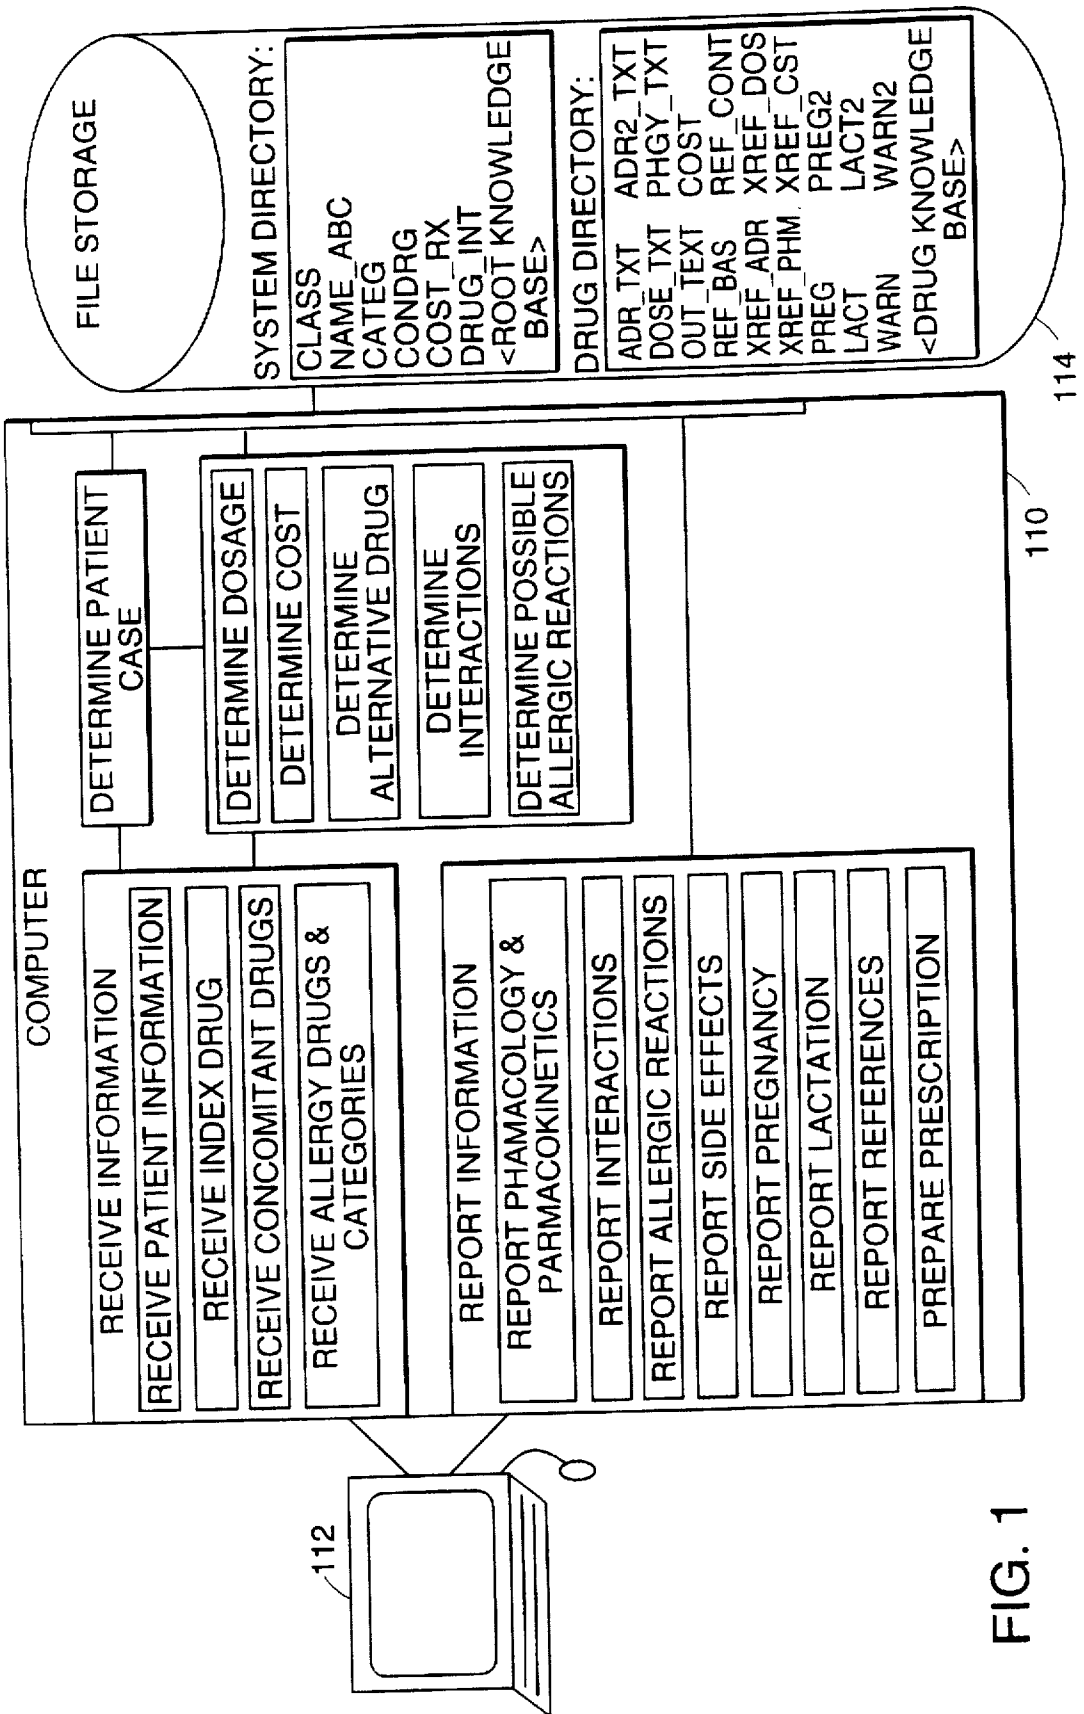 COMPUTER
RECEIVE INFORMATION
RECEIVE PATIENT INFORMATION
RECEIVE INDEX DRUG
RECEIVE CONCOMITANT DRUGS
RECEIVE ALLERGY DRUGS &
CATEGORIES
REPORT INFORMATION
REPORT PHAMACOLOGY &
PARMACOKINETICS
REPORT INTERACTIONS
REPORT ALLERGIC REACTIONS
REPORT SIDE EFFECTS
REPORT PREGNANCY
REPORT LACTATION
REPORT REFERENCES
PREPARE PRESCRIPTION
DETERMINE PATIENT
CASE
DETERMINE DOSAGE
DETERMINE COST
DETERMINE
ALTERNATIVE DRUG
DETERMINE
INTERACTIONS
DETERMINE POSSIBLE
ALLERGIC REACTIONS
FILE STORAGE
SYSTEM DIRECTORY:
CLASS
NAME_ABC
CATEG
CONDRG
COST_RX
DRUG_INT
<ROOT KNOWLEDGE
BASE>
DRUG DIRECTORY:
ADR_TXT ADR2_TXT
DOSE_TXT PHGY_TXT
OUT_TEXT COST
REF_BAS REF_CONT
XREF_ADR XREF_DOS
XREF_PHM XREF_CST
PREG PREG2
LACT LACT2
WARN WARN2
<DRUG KNOWLEDGE
BASE>
112
110
114
FIG. 1